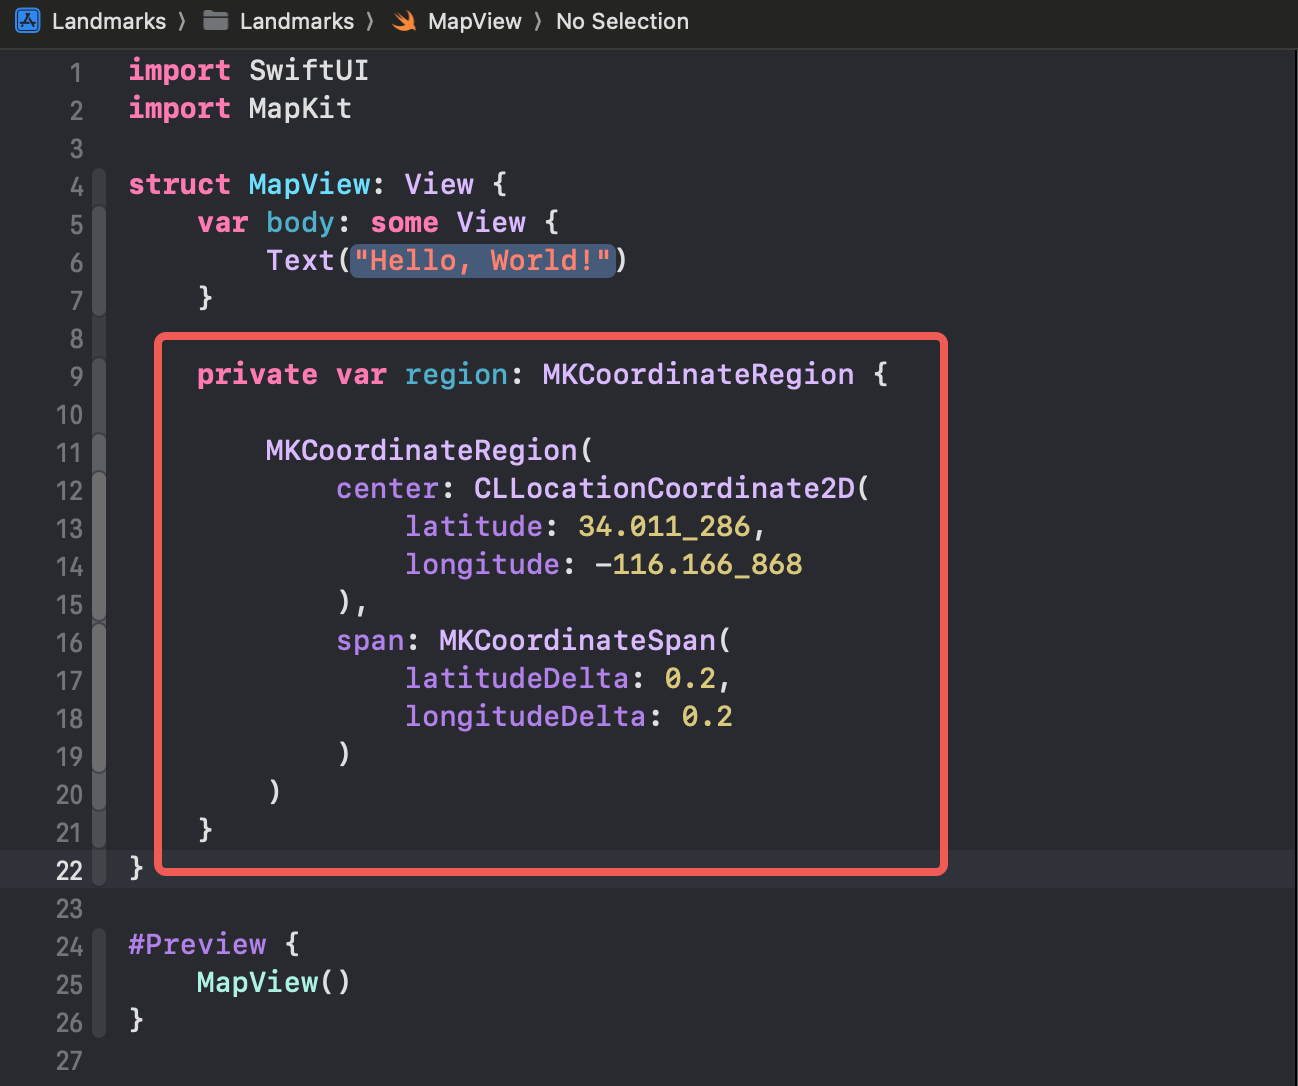 Landmarks 〉 Landmarks 〉 MapView 〉 No Selection
1 import SwiftUI
2 import MapKit
3
4 struct MapView: View {
5     var body: some View {
6         Text("Hello, World!")
7     }
8
9     private var region: MKCoordinateRegion {
10
11         MKCoordinateRegion(
12             center: CLLocationCoordinate2D(
13                 latitude: 34.011_286,
14                 longitude: -116.166_868
15             ),
16             span: MKCoordinateSpan(
17                 latitudeDelta: 0.2,
18                 longitudeDelta: 0.2
19             )
20         )
21     }
22 }
23
24 #Preview {
25     MapView()
26 }
27